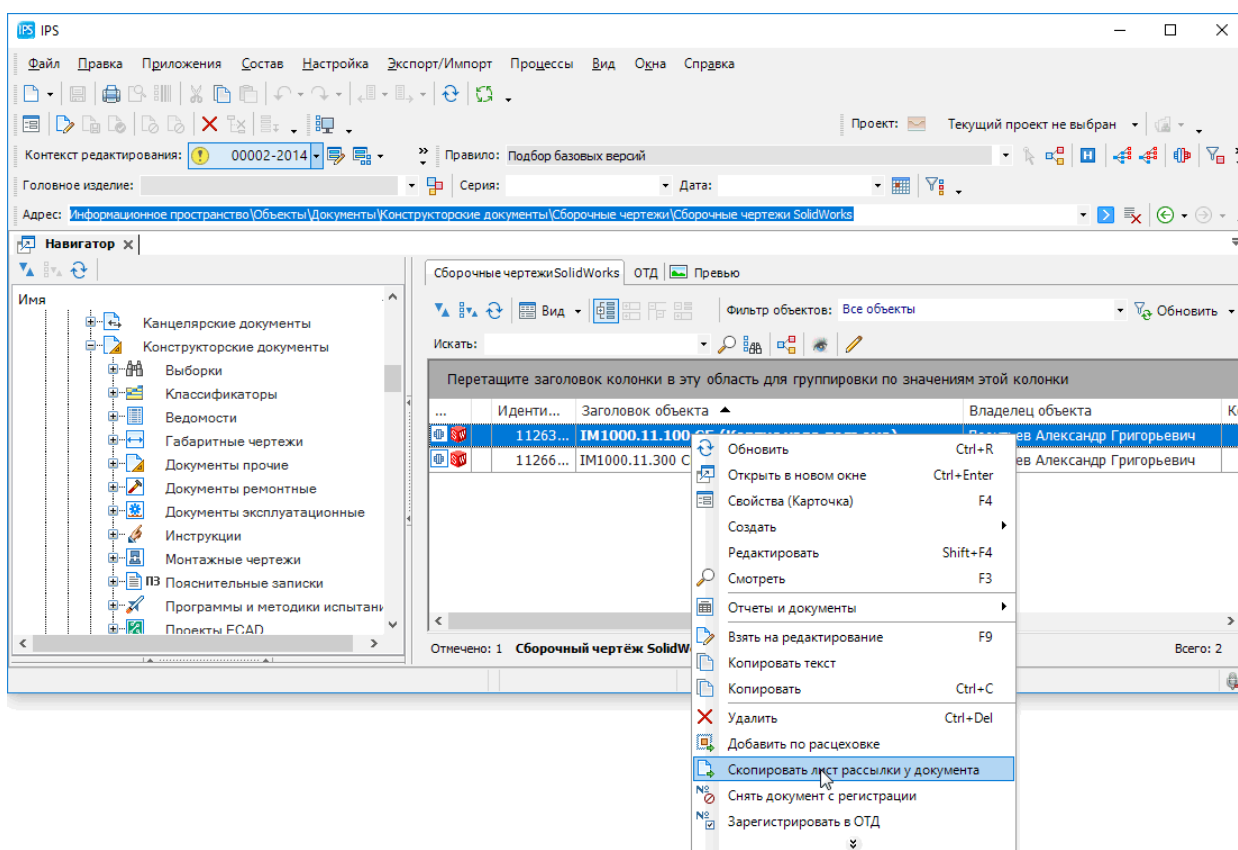 IPS IPS
Файл Правка Приложения Состав Настройка Экспорт/Импорт Процессы Вид Окна Справка
Проект: Текущий проект не выбран
Контекст редактирования: 00002-2014 Правило: Подбор базовых версий
Головное изделие: Серия: Дата:
Адрес: Информационное пространство\Объекты\Документы\Конструкторские документы\Сборочные чертежи\Сборочные чертежи SolidWorks
Навигатор
Имя
Канцелярские документы
Конструкторские документы
Выборки
Классификаторы
Ведомости
Габаритные чертежи
Документы прочие
Документы ремонтные
Документы эксплуатационные
Инструкции
Монтажные чертежи
ПЗ Пояснительные записки
Программы и методики испытани
Проекты ECAD
Сборочные чертежи SolidWorks ОТД Превью
Вид Фильтр объектов: Все объекты Обновить
Искать:
Перетащите заголовок колонки в эту область для группировки по значениям этой колонки
... Иденти... Заголовок объекта Владелец объекта
11263... IM1000.11.100 Александр Григорьевич
11266... IM1000.11.300 С ев Александр Григорьевич
Отмечено: 1 Сборочный чертёж SolidW Всего: 2
Обновить Ctrl+R
Открыть в новом окне Ctrl+Enter
Свойства (Карточка) F4
Создать
Редактировать Shift+F4
Смотреть F3
Отчеты и документы
Взять на редактирование F9
Копировать текст
Копировать Ctrl+C
Удалить Ctrl+Del
Добавить по расцеховке
Скопировать лист рассылки у документа
Снять документ с регистрации
Зарегистрировать в ОТД